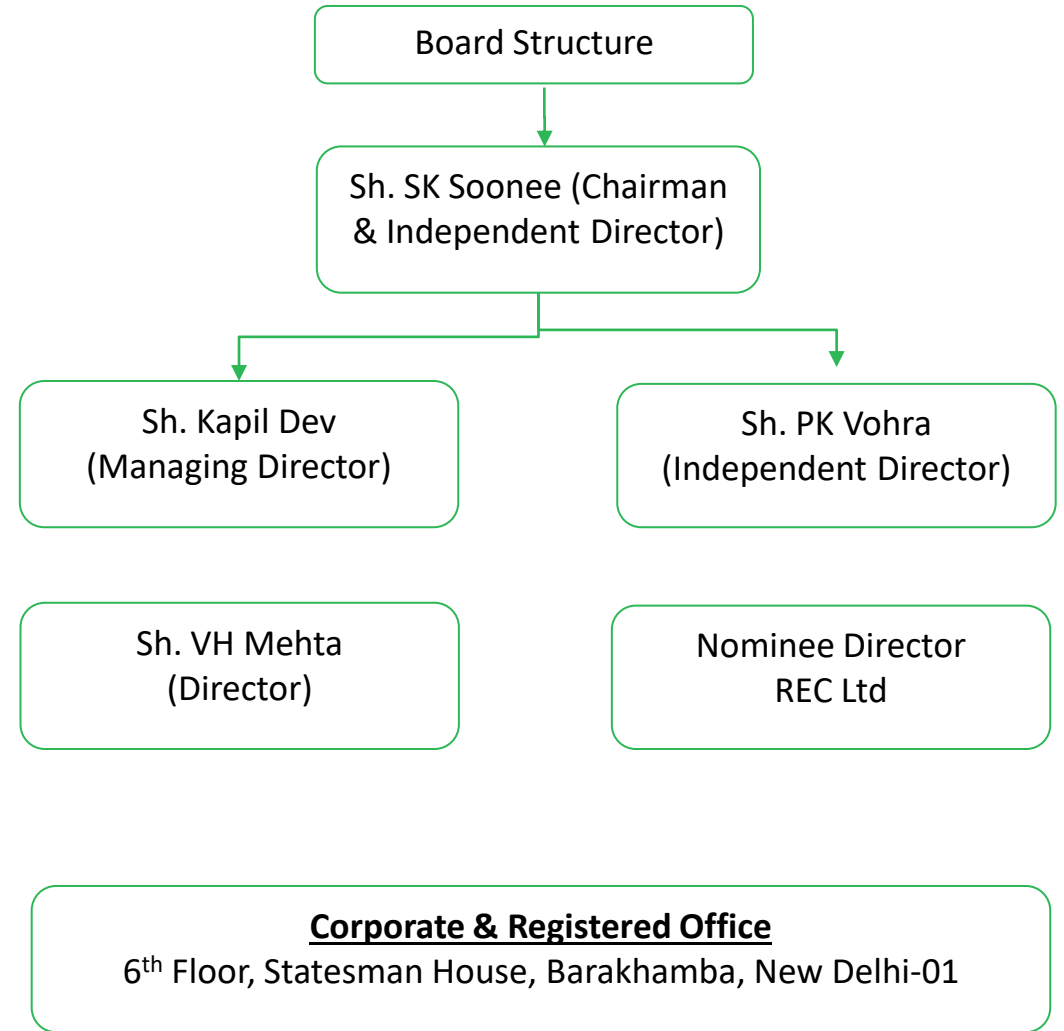 Board Structure
Sh. SK Soonee (Chairman
& Independent Director)
Sh. Kapil Dev
(Managing Director)
Sh. PK Vohra
(Independent Director)
Sh. VH Mehta
(Director)
Nominee Director
REC Ltd
Corporate & Registered Office
6th Floor, Statesman House, Barakhamba, New Delhi-01